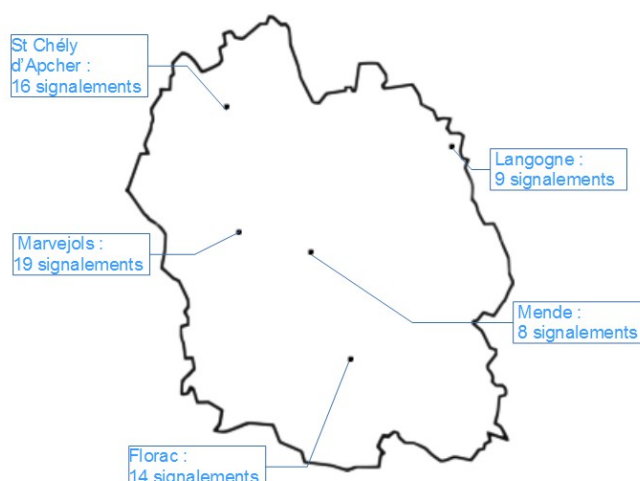 St Chély
d'Apcher :
16 signalements
Langogne :
9 signalements
Marvejols :
19 signalements
Mende :
8 signalements
Florac :
14 signalements